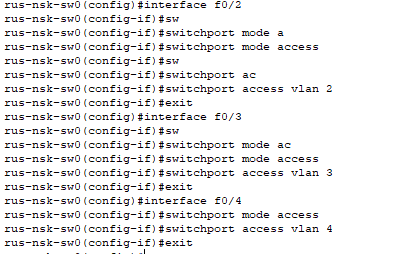 rus-nsk-sw0(config)#interface f0/2
rus-nsk-sw0(config-if)#sw
rus-nsk-sw0(config-if)#switchport mode a
rus-nsk-sw0(config-if)#switchport mode access
rus-nsk-sw0(config-if)#sw
rus-nsk-sw0(config-if)#switchport ac
rus-nsk-sw0(config-if)#switchport access vlan 2
rus-nsk-sw0(config-if)#exit
rus-nsk-sw0(config)#interface f0/3
rus-nsk-sw0(config-if)#sw
rus-nsk-sw0(config-if)#switchport mode ac
rus-nsk-sw0(config-if)#switchport mode access
rus-nsk-sw0(config-if)#switchport access vlan 3
rus-nsk-sw0(config-if)#exit
rus-nsk-sw0(config)#interface f0/4
rus-nsk-sw0(config-if)#switchport mode access
rus-nsk-sw0(config-if)#switchport access vlan 4
rus-nsk-sw0(config-if)#exit